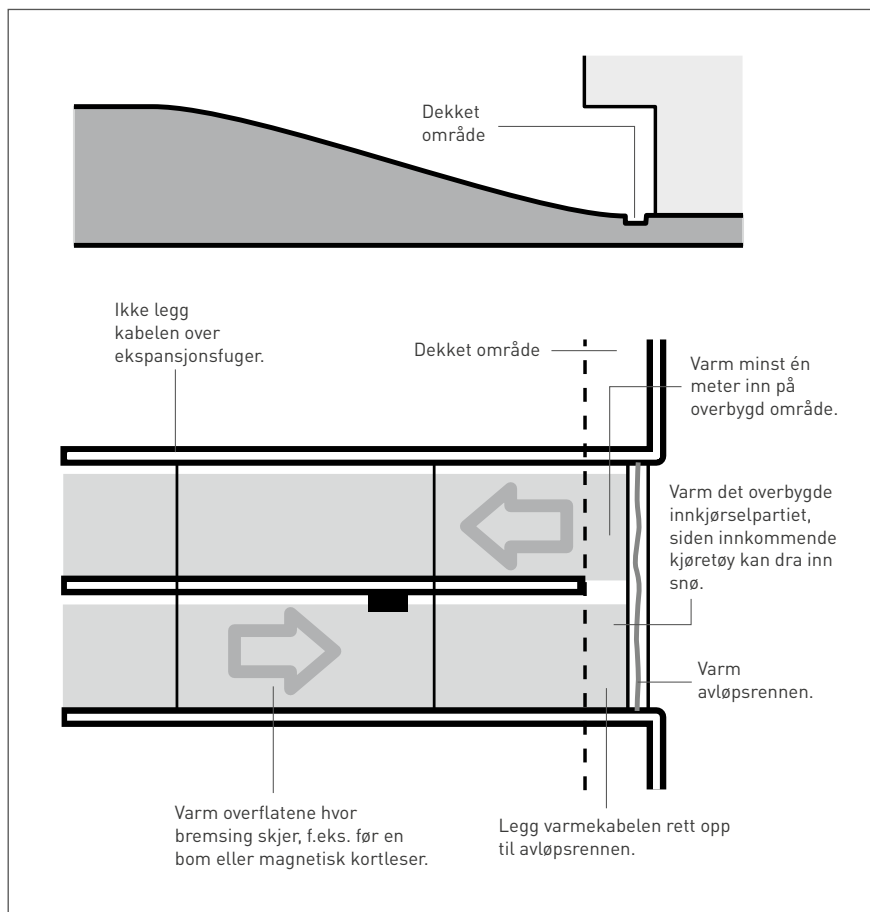 Dekket
område
Ikke legg
kabelen over
ekspansjonsfuger.
Dekket område
Varm minst én
meter inn på
overbygd område.
Varm det overbygde
innkjørselpartiet,
siden innkommende
kjøretøy kan dra inn
snø.
Varm
avløpsrennen.
Varm overflatene hvor
bremsing skjer, f.eks. før en
bom eller magnetisk kortleser.
Legg varmekabelen rett opp
til avløpsrennen.